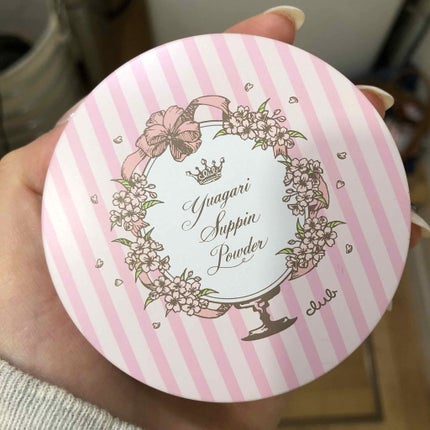 Yuagari
Suppin
Powder
club